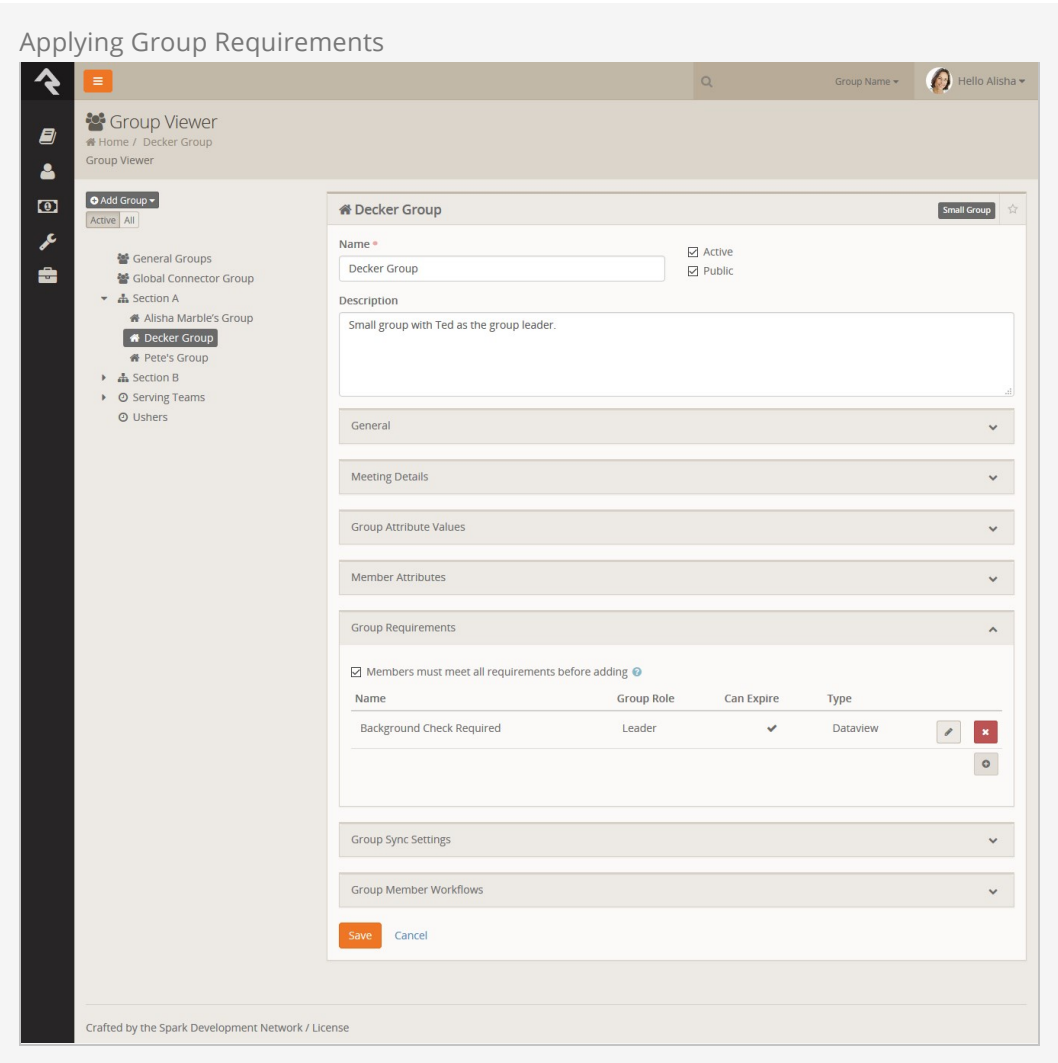 Applying Group Requirements
Group Name
Hello Alisha
Group Viewer
Home / Decker Group
Group Viewer
Add Group
Active All
General Groups
Global Connector Group
Section A
Alisha Marble's Group
Decker Group
Pete's Group
Section B
Serving Teams
Ushers
Decker Group
Small Group
Name *
Active
Decker Group
Public
Description
Small group with Ted as the group leader.
General
Meeting Details
Group Attribute Values
Member Attributes
Group Requirements
Members must meet all requirements before adding
Name Group Role Can Expire Type
Background Check Required Leader Dataview
Group Sync Settings
Group Member Workflows
Save Cancel
Crafted by the Spark Development Network / License